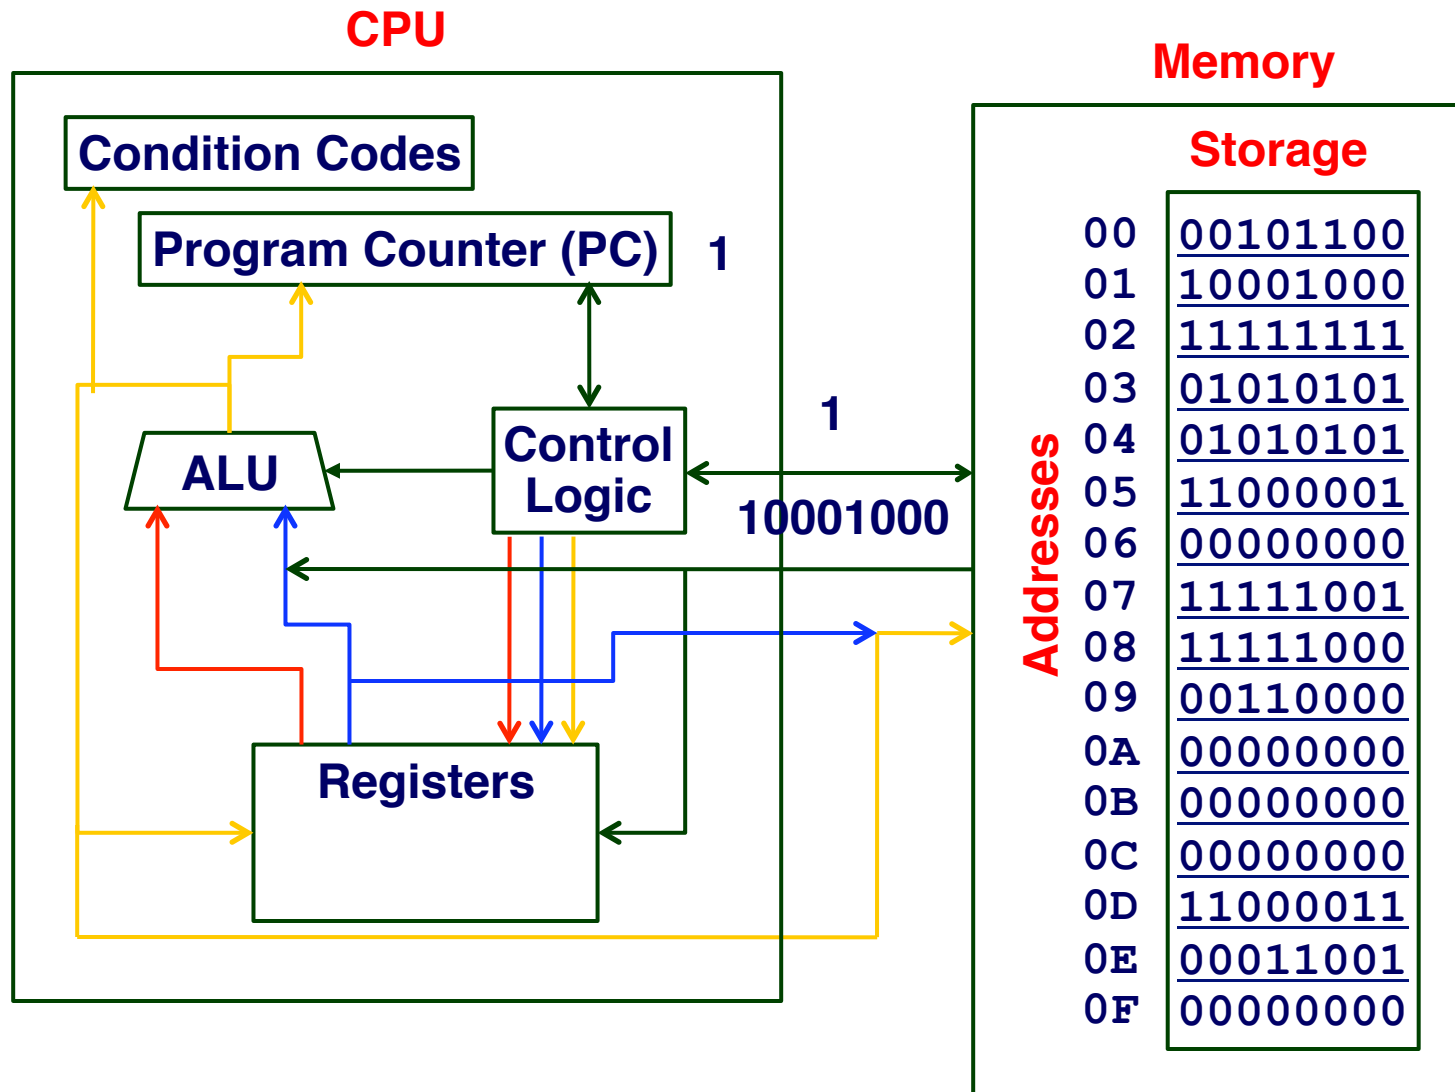 CPU
Memory
Condition Codes
Storage
Program Counter (PC) 1
00 00101100
01 10001000
02 11111111
03 01010101
04 01010101
05 11000001
06 00000000
07 11111001
08 11111000
09 00110000
0A 00000000
0B 00000000
0C 00000000
0D 11000011
0E 00011001
0F 00000000
Addresses
Control
Logic
1
10001000
ALU
Registers